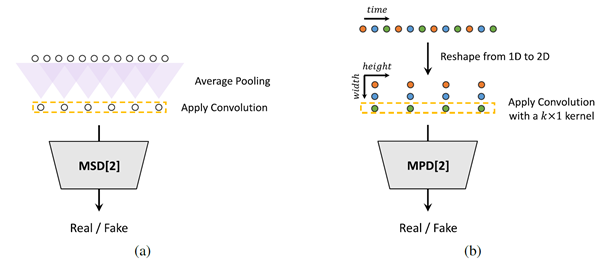 Average Pooling
Apply Convolution
MSD[2]
Real / Fake
(a)
time
Reshape from 1D to 2D
height
width
Apply Convolution
with a k×1 kernel
MPD[2]
Real / Fake
(b)